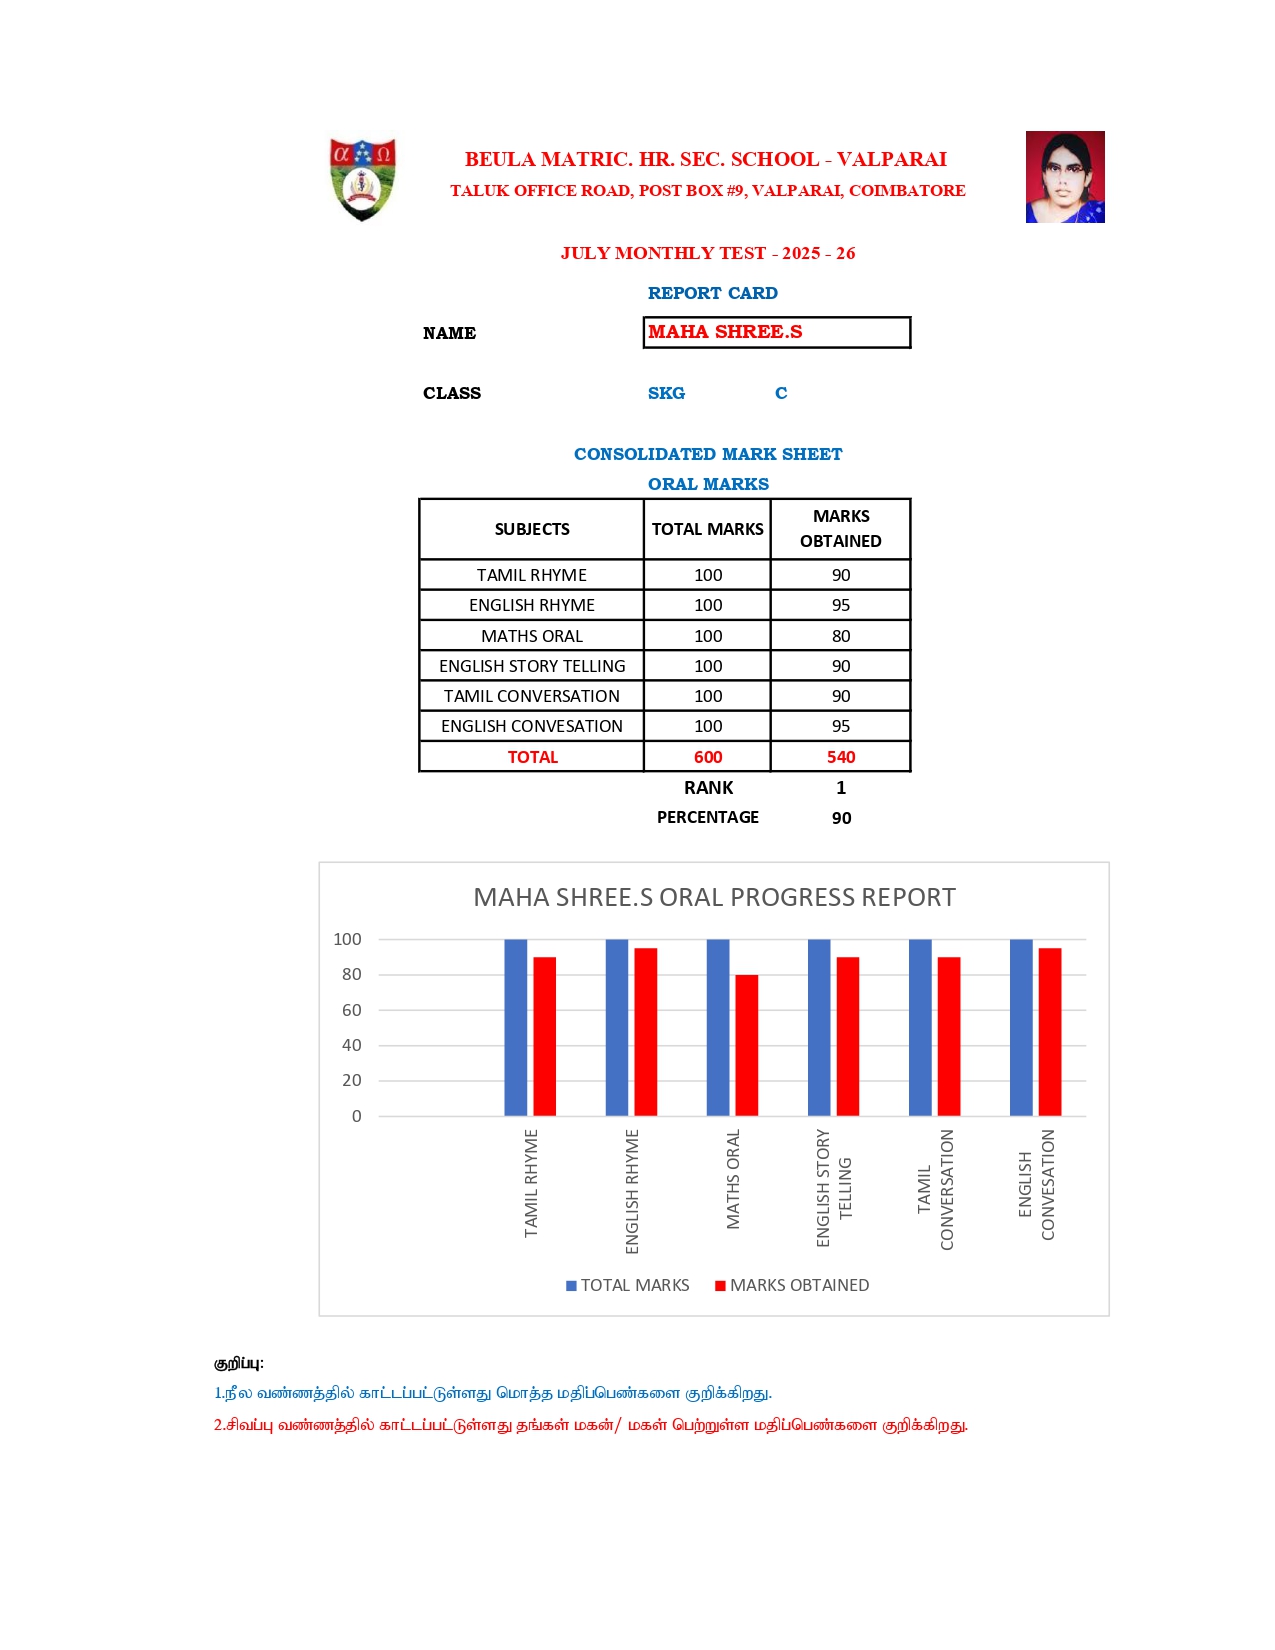 α Ω
BEULA MATRIC. HR. SEC. SCHOOL - VALPARAI
TALUK OFFICE ROAD, POST BOX #9, VALPARAI, COIMBATORE
JULY MONTHLY TEST - 2025 - 26
REPORT CARD
NAME MAHA SHREE.S
CLASS SKG C
CONSOLIDATED MARK SHEET
ORAL MARKS
SUBJECTS TOTAL MARKS MARKS OBTAINED
TAMIL RHYME 100 90
ENGLISH RHYME 100 95
MATHS ORAL 100 80
ENGLISH STORY TELLING 100 90
TAMIL CONVERSATION 100 90
ENGLISH CONVESATION 100 95
TOTAL 600 540
RANK 1
PERCENTAGE 90
MAHA SHREE.S ORAL PROGRESS REPORT
100
80
60
40
20
0
TAMIL RHYME
ENGLISH RHYME
MATHS ORAL
ENGLISH STORY TELLING
TAMIL CONVERSATION
ENGLISH CONVESATION
TOTAL MARKS MARKS OBTAINED
குறிப்பு:
1.நீல வண்ணத்தில் காட்டப்பட்டுள்ளது மொத்த மதிப்பெண்களை குறிக்கிறது.
2.சிவப்பு வண்ணத்தில் காட்டப்பட்டுள்ளது தங்கள் மகன்/ மகள் பெற்றுள்ள மதிப்பெண்களை குறிக்கிறது.